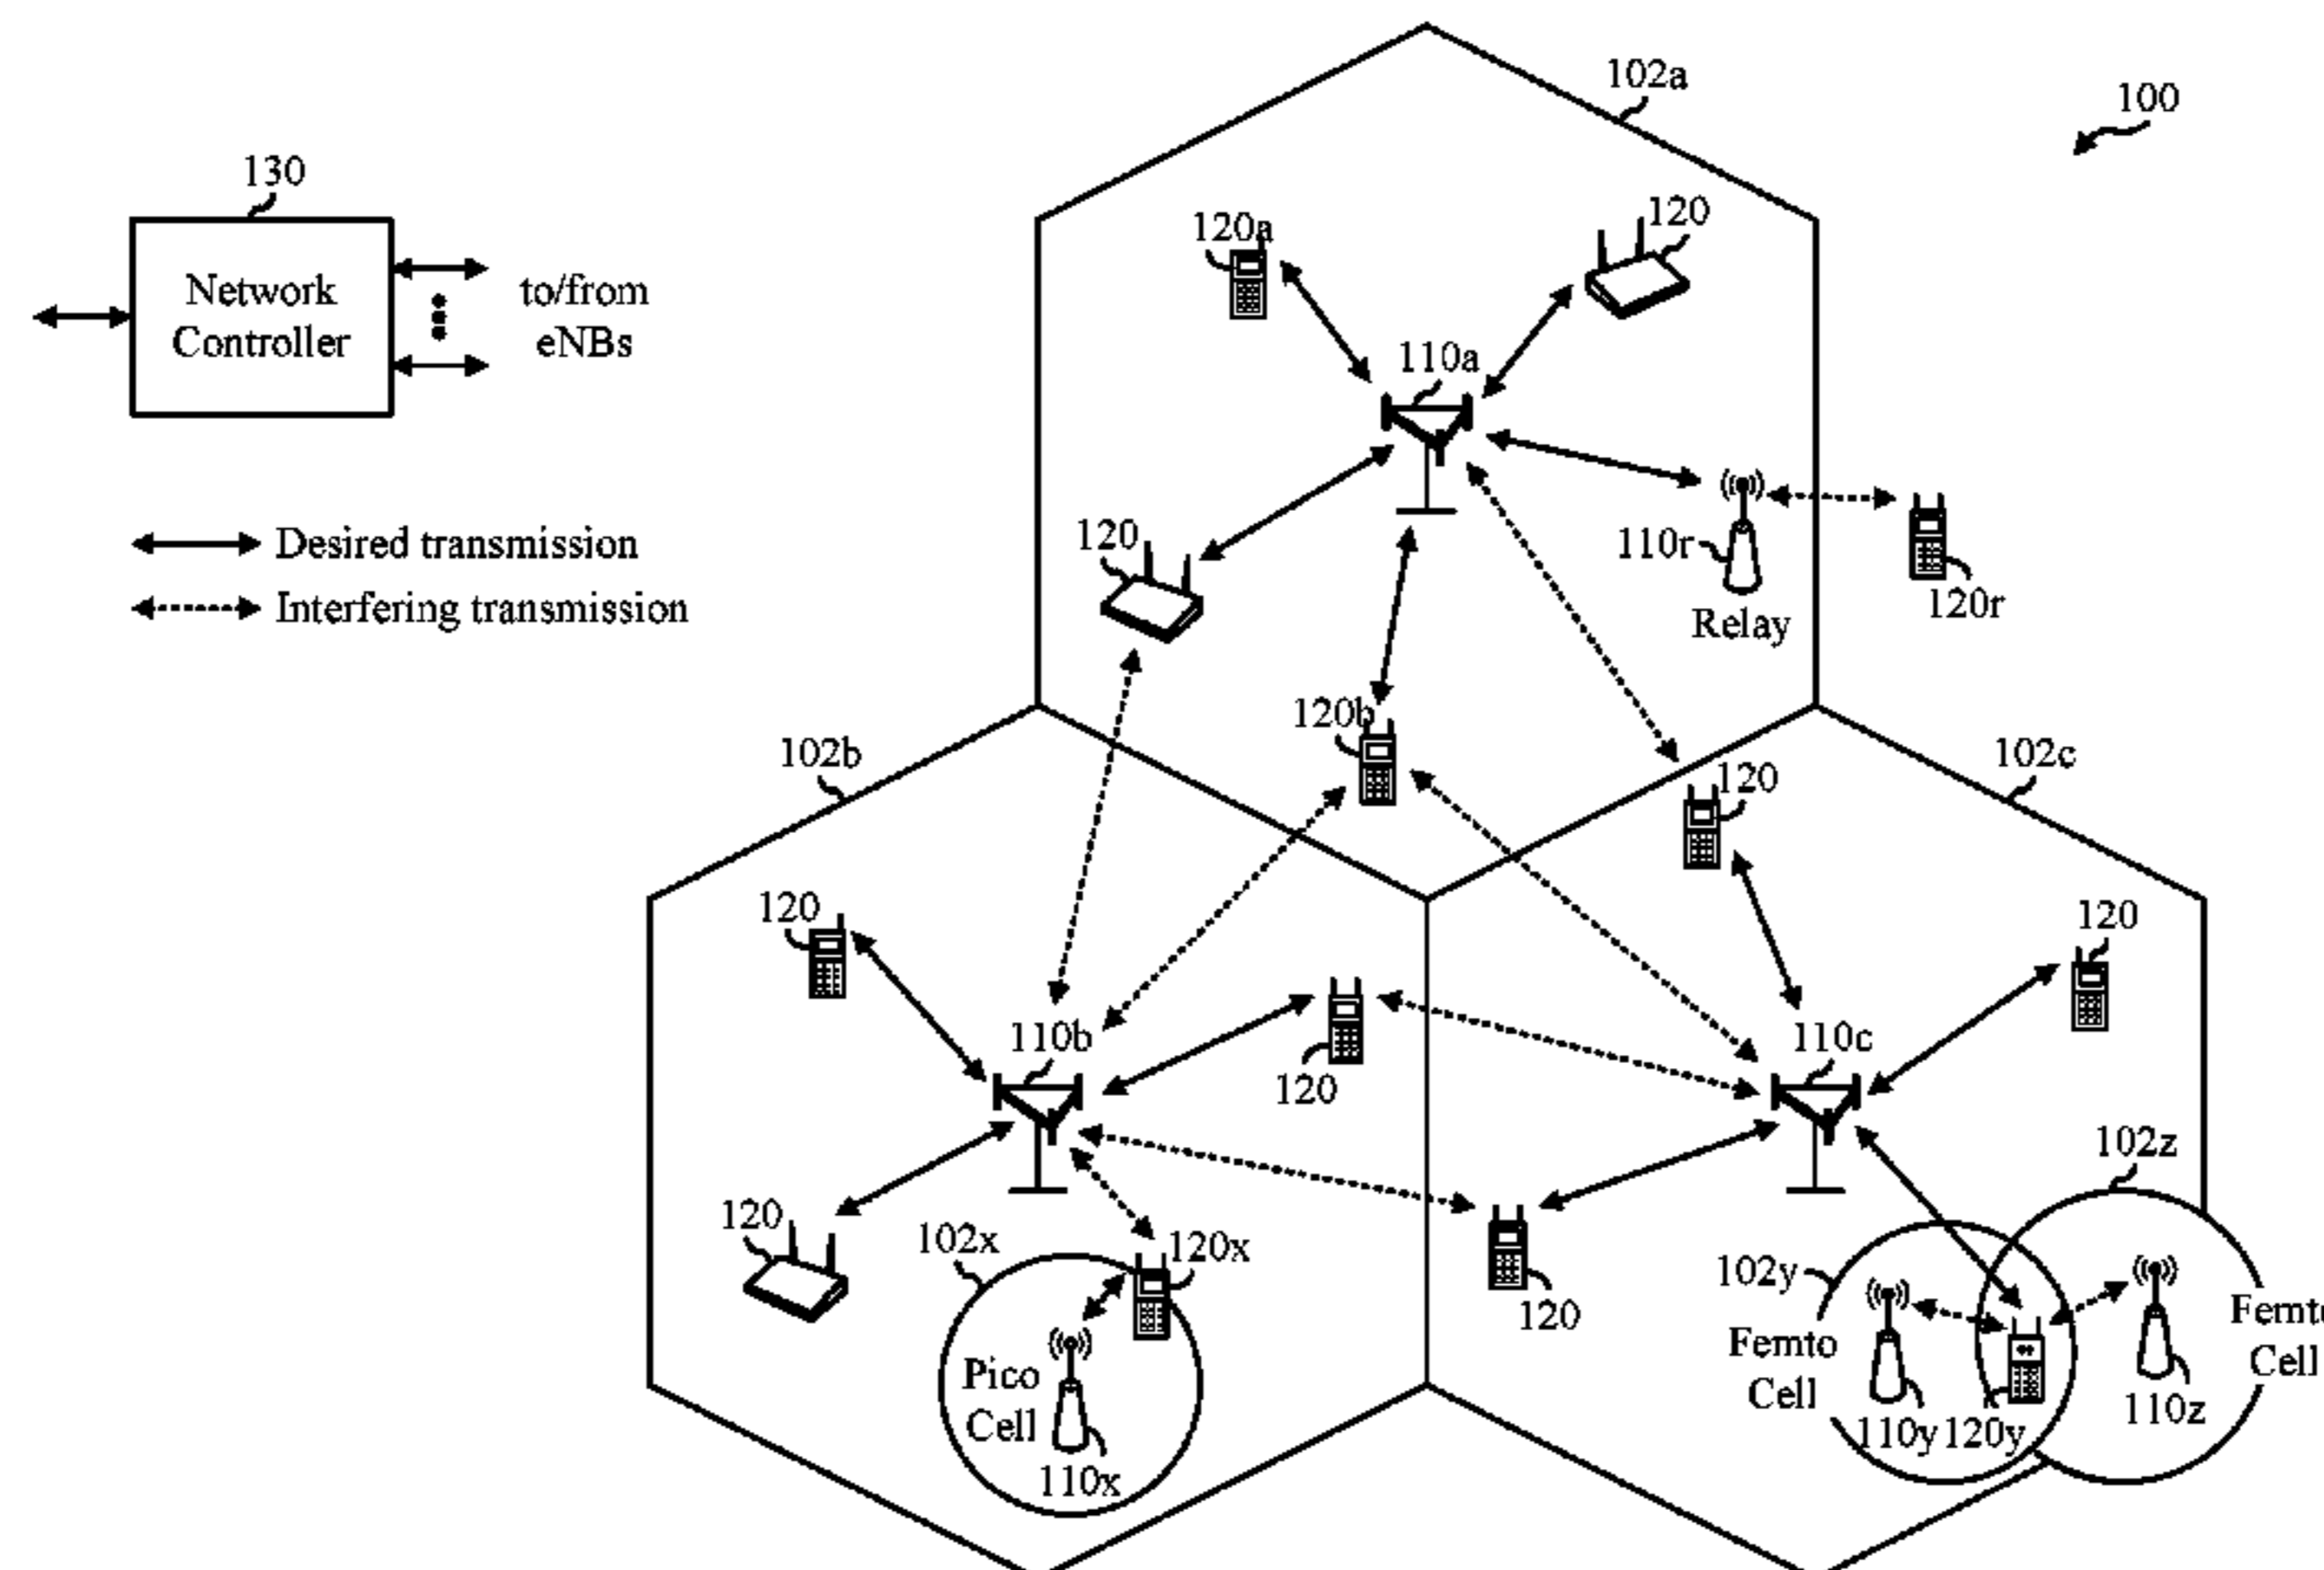 102a
100
130
120a
120
Network
Controller
to/from
eNBs
110a
Desired transmission
Interfering transmission
120
110r
Relay
120r
120b
102b
102c
120
120
120
110b
120
110c
102z
120
102x
120x
120
102y
Femto
Cell
Femt
Cell
Pico
Cell
110x
110y
120y
110z